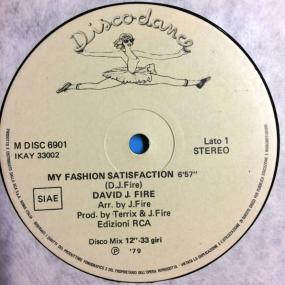 Discodance
M DISC 6901
IKAY 33002
Lato 1
STEREO
MY FASHION SATISFACTION 6'57"
(D.J.Fire)
SIAE
DAVID J. FIRE
Arr. by J.Fire
Prod. by Terrix & J.Fire
Edizioni RCA
Disco Mix 12"-33 giri
Ⓟ '79